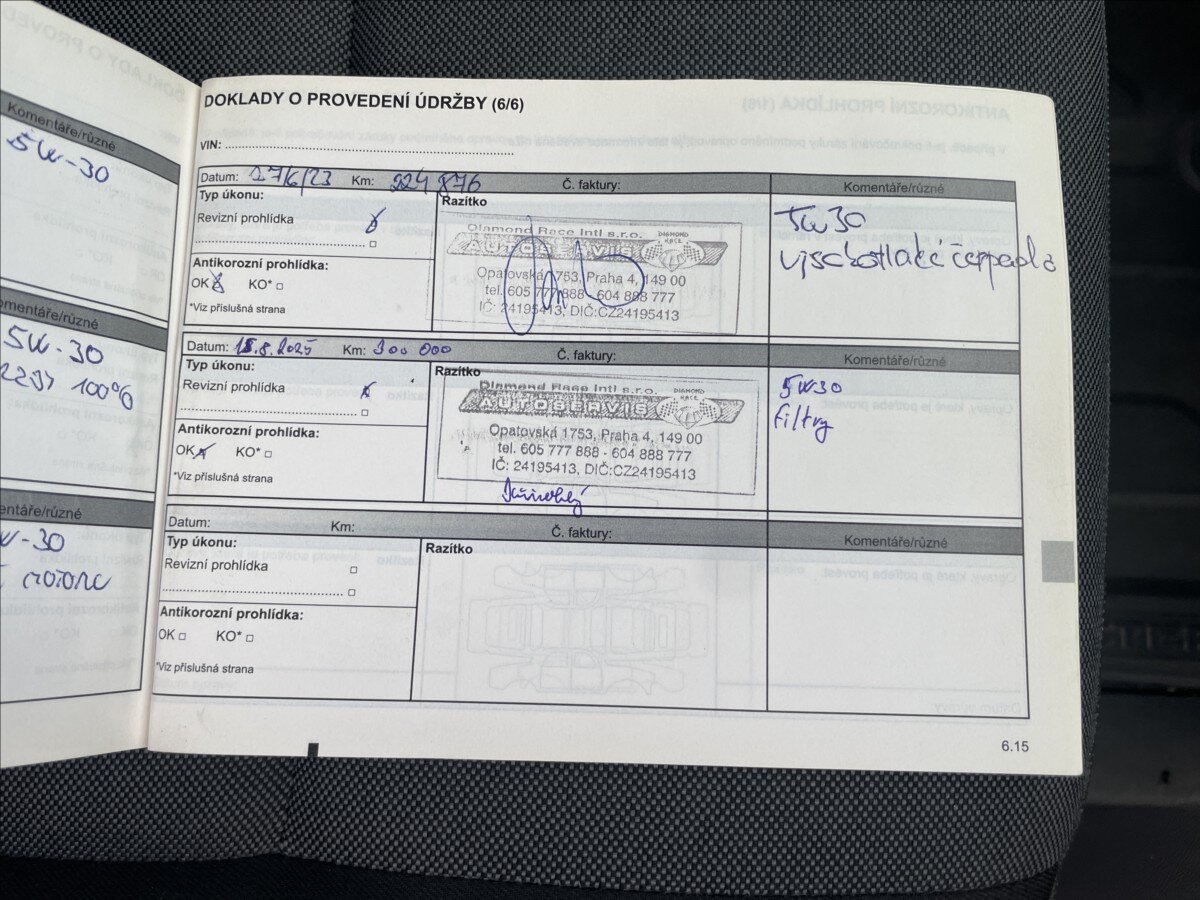 Komentáře/různé
5W-30
Komentáře/různé
5W-30
100%
Komentáře/různé
W-30
DOKLADY O PROVEDENÍ ÚDRŽBY (6/6)
VIN:
Datum: 17/6/23 Km: 224 876 Č. faktury: Komentáře/různé
Typ úkonu:
Revizní prohlídka
Antikorozní prohlídka:
OK KO*
*Viz příslušná strana
Razítko
Diamond Race Intl s.r.o.
AUTOSERVIS
DIAMOND
RACE
Opatovská 1753, Praha 4, 149 00
tel. 605 777 888 - 604 888 777
IČ: 24195413, DIČ:CZ24195413
5W30
vysokotlaké čerpadlo
Datum: 18.8.2025 Km: 300 000 Č. faktury: Komentáře/různé
Typ úkonu:
Revizní prohlídka
Antikorozní prohlídka:
OK KO*
*Viz příslušná strana
Razítko
Diamond Race Intl s.r.o.
AUTOSERVIS
DIAMOND
RACE
Opatovská 1753, Praha 4, 149 00
tel. 605 777 888 - 604 888 777
IČ: 24195413, DIČ:CZ24195413
5W30
filtry
Datum: Km: Č. faktury: Komentáře/různé
Typ úkonu:
Revizní prohlídka
Antikorozní prohlídka:
OK KO*
*Viz příslušná strana
Razítko
6.15